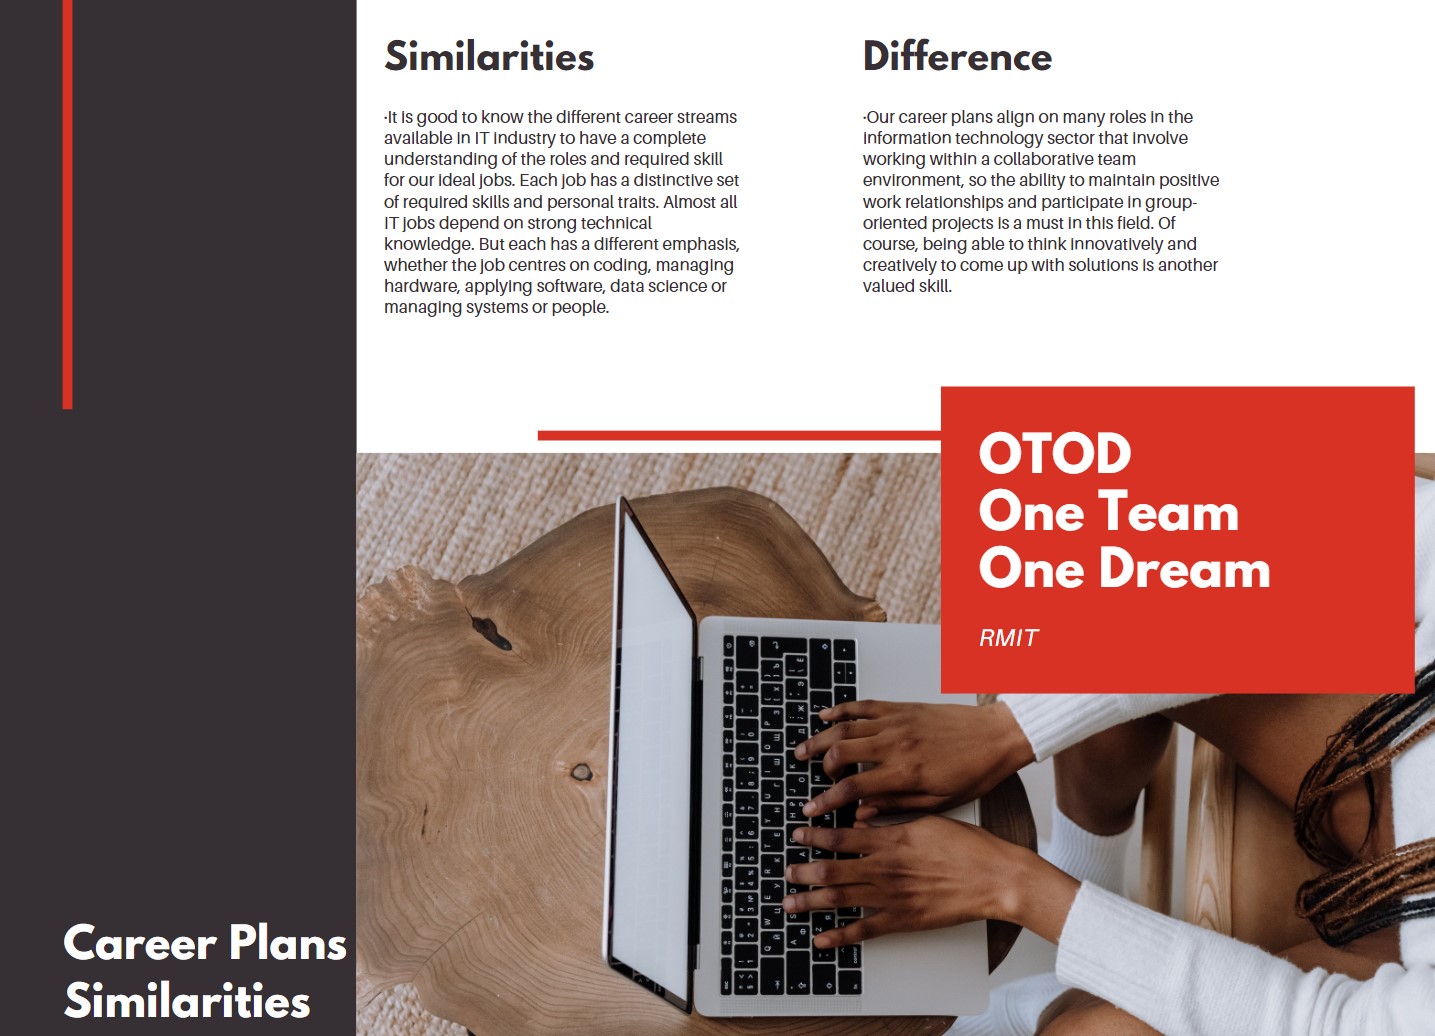 Similarities
·It is good to know the different career streams
available in IT industry to have a complete
understanding of the roles and required skill
for our ideal jobs. Each job has a distinctive set
of required skills and personal traits. Almost all
IT jobs depend on strong technical
knowledge. But each has a different emphasis,
whether the job centres on coding, managing
hardware, applying software, data science or
managing systems or people.
Difference
·Our career plans align on many roles in the
information technology sector that involve
working within a collaborative team
environment, so the ability to maintain positive
work relationships and participate in group-
oriented projects is a must in this field. Of
course, being able to think innovatively and
creatively to come up with solutions is another
valued skill.
OTOD
One Team
One Dream
RMIT
Career Plans
Similarities